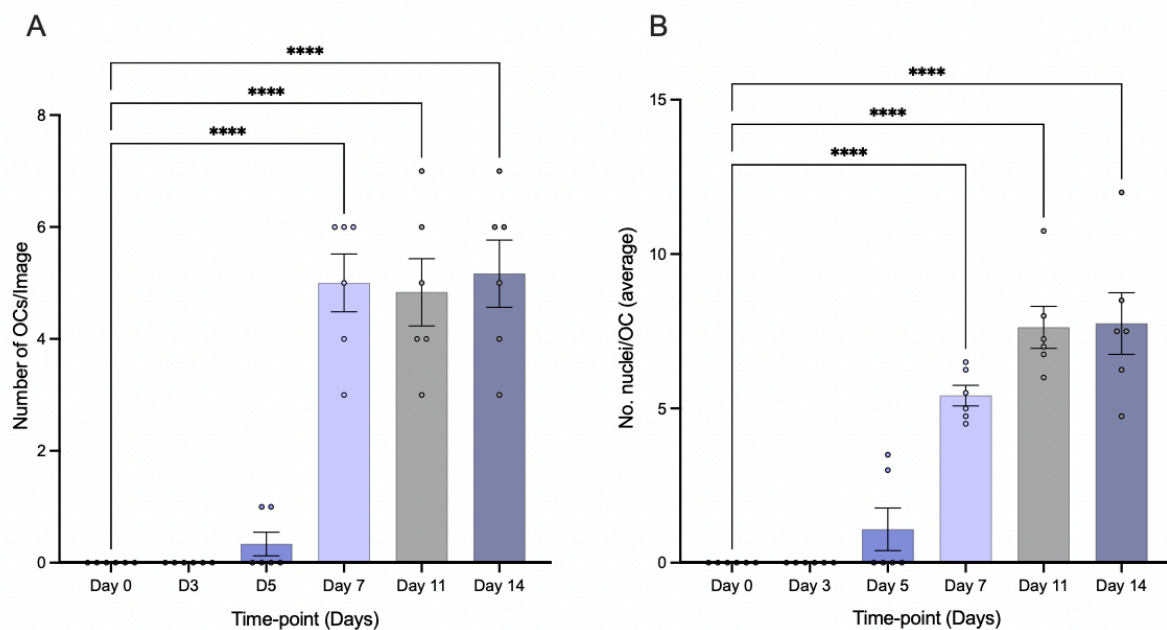 A
****
****
****
Number of OCs/Image
8
6
4
2
0
Day 0 D3 D5 Day 7 Day 11 Day 14
Time-point (Days)
B
****
****
****
No. nuclei/OC (average)
15
10
5
0
Day 0 Day 3 Day 5 Day 7 Day 11 Day 14
Time-point (Days)